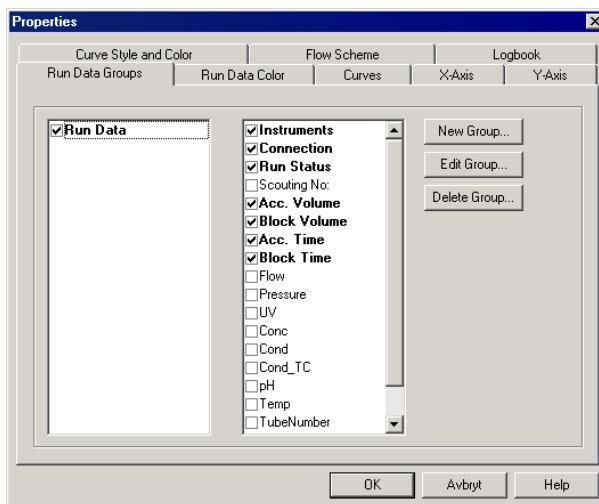 Properties
Curve Style and Color Flow Scheme Logbook
Run Data Groups Run Data Color Curves X-Axis Y-Axis
Run Data
Instruments
Connection
Run Status
Scouting No:
Acc. Volume
Block Volume
Acc. Time
Block Time
Flow
Pressure
UV
Conc
Cond
Cond_TC
pH
Temp
TubeNumber
New Group...
Edit Group...
Delete Group...
OK Avbryt Help